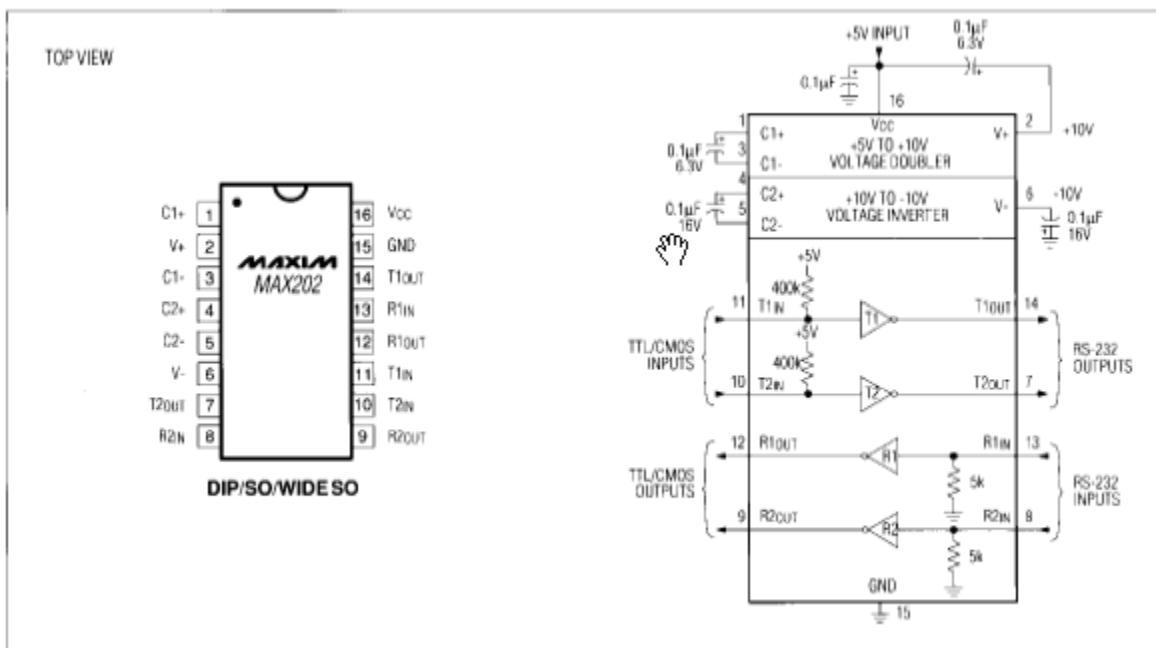 TOP VIEW
C1+ 1
V+ 2
C1- 3
C2+ 4
C2- 5
V- 6
T2OUT 7
R2IN 8
MAXIM
MAX202
16 VCC
15 GND
14 T1OUT
13 R1IN
12 R1OUT
11 T1IN
10 T2IN
9 R2OUT
DIP/SO/WIDE SO
+5V INPUT
0.1µF
6.3V
+
0.1µF
+
16
VCC
1
C1+
+5V TO +10V
VOLTAGE DOUBLER
V+
2
+10V
0.1µF
6.3V
+
3
C1-
4
C2+
+10V TO -10V
VOLTAGE INVERTER
V-
6
-10V
0.1µF
16V
+
5
C2-
0.1µF
16V
+
+5V
400k
11
T1IN
T1
T1OUT
14
+5V
400k
TTL/CMOS
INPUTS
RS-232
OUTPUTS
10
T2IN
T2
T2OUT
7
12
R1OUT
R1
R1IN
13
5k
TTL/CMOS
OUTPUTS
RS-232
INPUTS
9
R2OUT
R2
R2IN
8
5k
GND
15